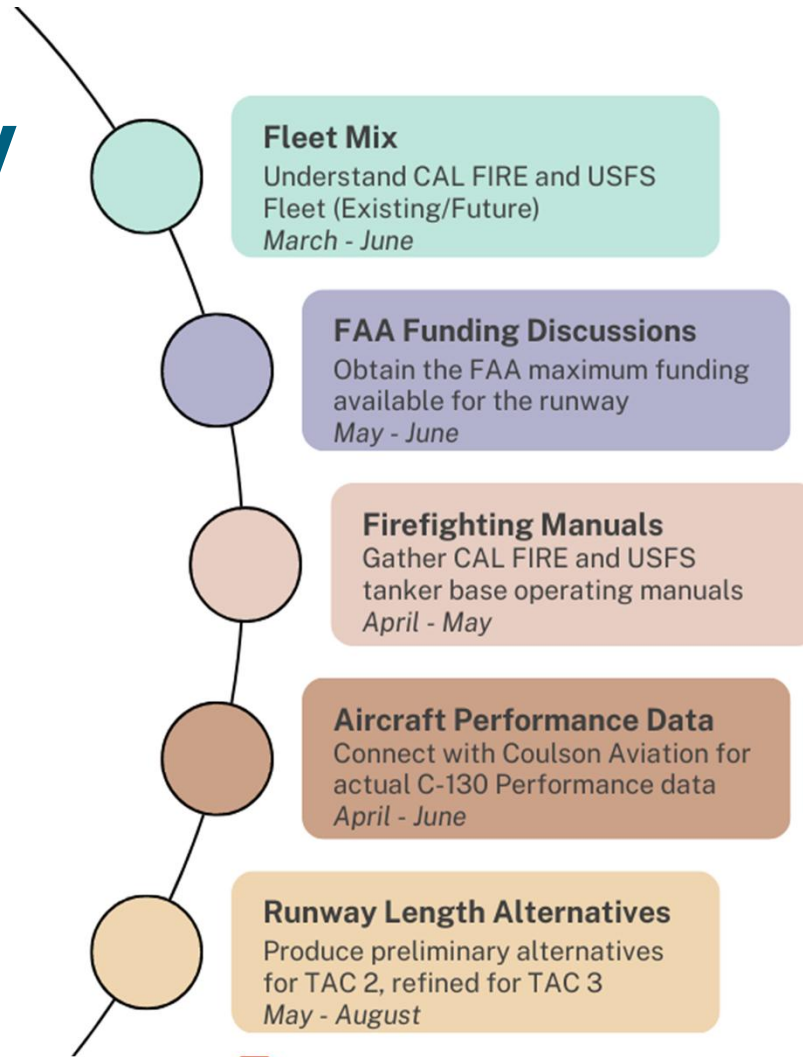 y
Fleet Mix
Understand CAL FIRE and USFS
Fleet (Existing/Future)
March - June
FAA Funding Discussions
Obtain the FAA maximum funding
available for the runway
May - June
Firefighting Manuals
Gather CAL FIRE and USFS
tanker base operating manuals
April - May
Aircraft Performance Data
Connect with Coulson Aviation for
actual C-130 Performance data
April - June
Runway Length Alternatives
Produce preliminary alternatives
for TAC 2, refined for TAC 3
May - August